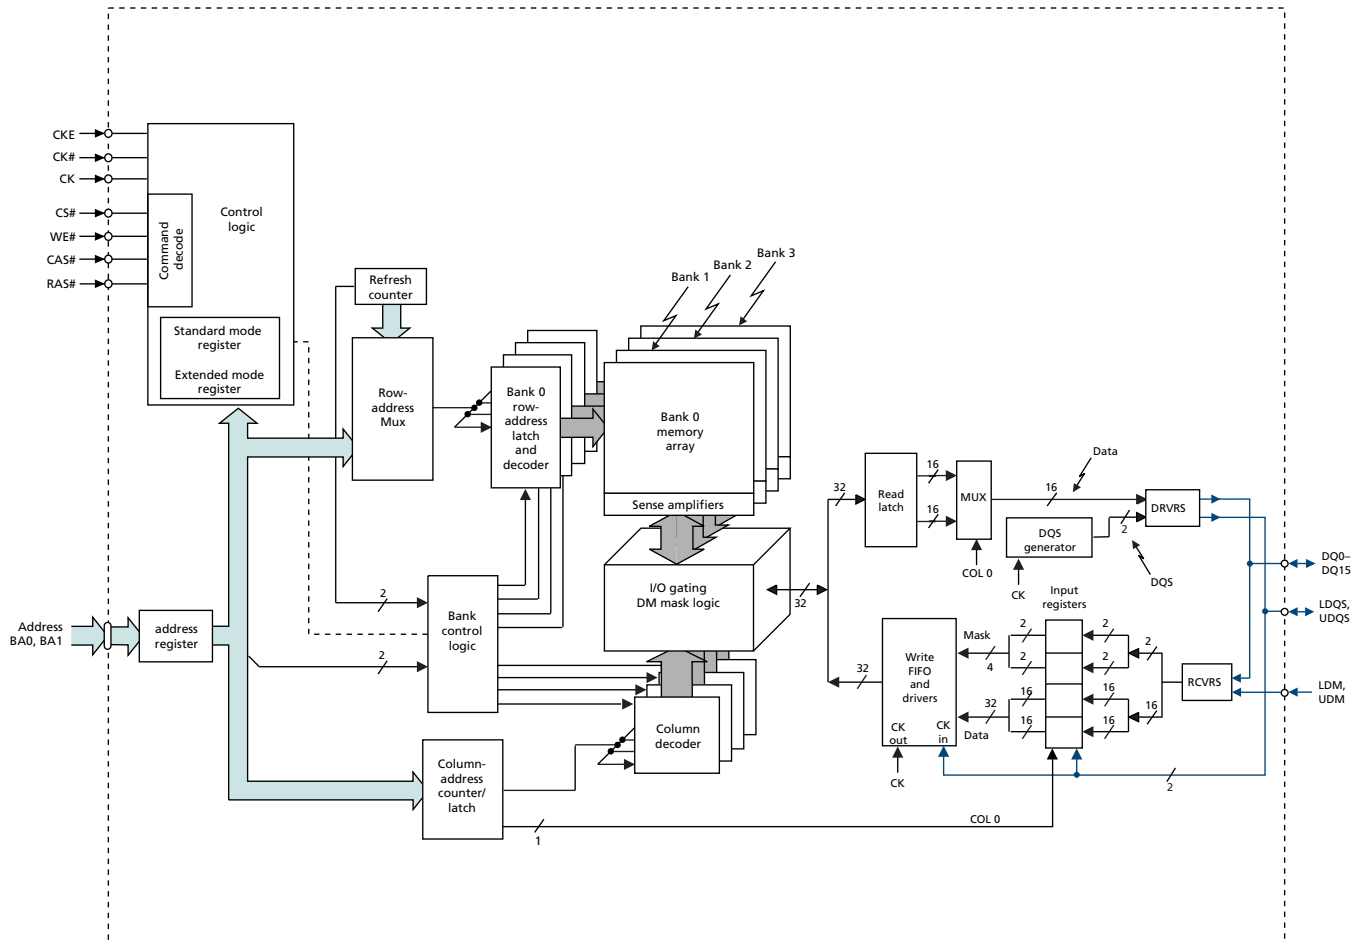 CKE
CK#
CK
CS#
WE#
CAS#
RAS#
Command
decode
Control
logic
Standard mode
register
Extended mode
register
Refresh
counter
Row-
address
Mux
Bank 0
row-
address
latch
and
decoder
Bank 1
Bank 2
Bank 3
Bank 0
memory
array
Sense amplifiers
I/O gating
DM mask logic
32
Address
BA0, BA1
address
register
2
2
Bank
control
logic
Column-
address
counter/
latch
Column
decoder
1
COL 0
32
Read
latch
16
16
MUX
COL 0
16
Data
DQS
generator
CK
2
DQS
DRVRS
DQ0–
DQ15
LDQS,
UDQS
LDM,
UDM
RCVRS
Input
registers
2
2
2
2
2
16
16
16
16
16
Mask
4
32
Data
Write
FIFO
and
drivers
CK
out
CK
in
32
CK
2